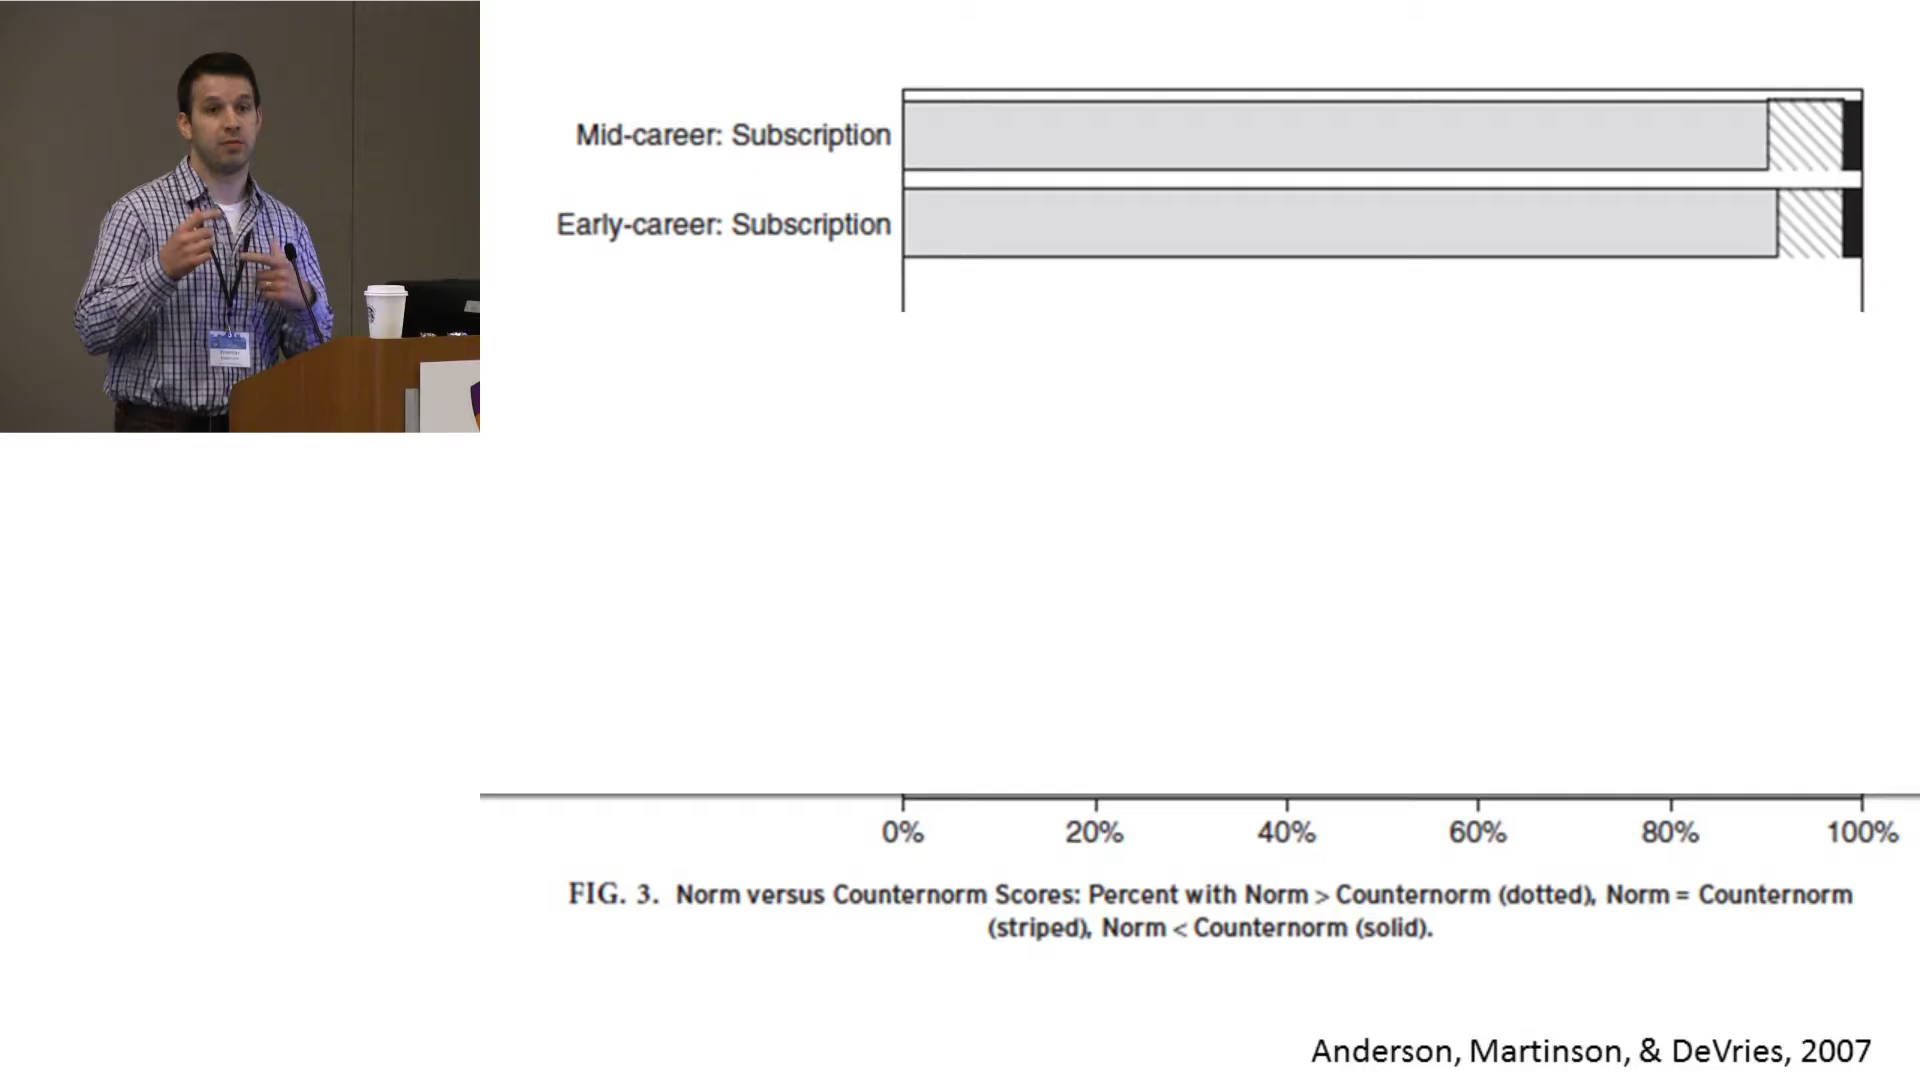 Mid-career: Subscription
Early-career: Subscription
0% 20% 40% 60% 80% 100%
FIG. 3. Norm versus Counternorm Scores: Percent with Norm > Counternorm (dotted), Norm = Counternorm
(striped), Norm < Counternorm (solid).
Anderson, Martinson, & DeVries, 2007